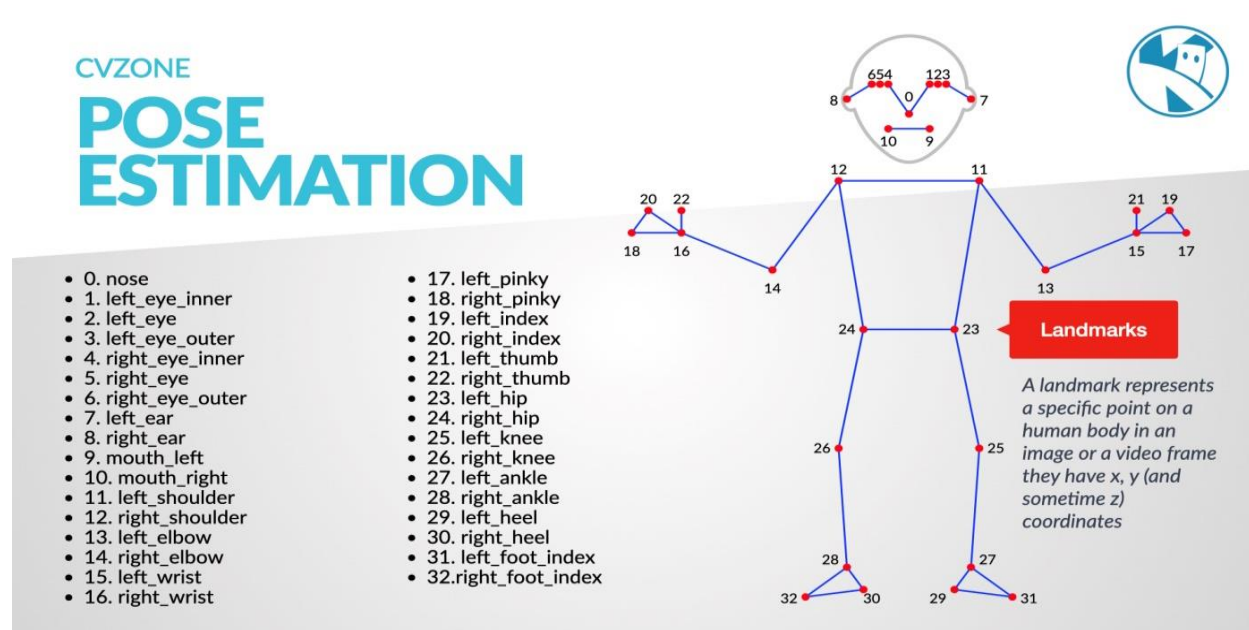 CVZONE
POSE
ESTIMATION
• 0. nose
• 1. left_eye_inner
• 2. left_eye
• 3. left_eye_outer
• 4. right_eye_inner
• 5. right_eye
• 6. right_eye_outer
• 7. left_ear
• 8. right_ear
• 9. mouth_left
• 10. mouth_right
• 11. left_shoulder
• 12. right_shoulder
• 13. left_elbow
• 14. right_elbow
• 15. left_wrist
• 16. right_wrist
• 17. left_pinky
• 18. right_pinky
• 19. left_index
• 20. right_index
• 21. left_thumb
• 22. right_thumb
• 23. left_hip
• 24. right_hip
• 25. left_knee
• 26. right_knee
• 27. left_ankle
• 28. right_ankle
• 29. left_heel
• 30. right_heel
• 31. left_foot_index
• 32.right_foot_index
654 123
8 0 7
10 9
12 11
20 22 21 19
18 16 15 17
14 13
24 23
26 25
28 27
32 30 29 31
Landmarks
A landmark represents
a specific point on a
human body in an
image or a video frame
they have x, y (and
sometime z)
coordinates